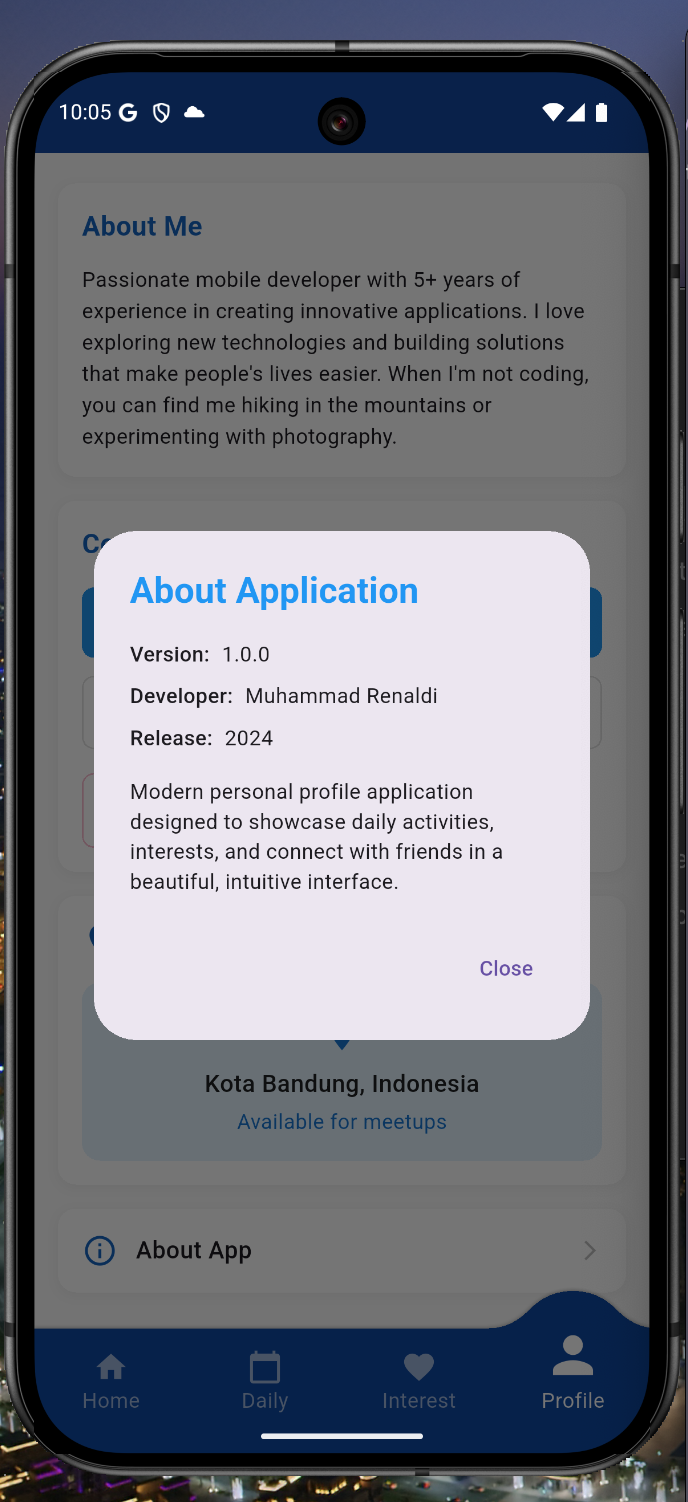 10:05
About Me
Passionate mobile developer with 5+ years of
experience in creating innovative applications. I love
exploring new technologies and building solutions
that make people's lives easier. When I'm not coding,
you can find me hiking in the mountains or
experimenting with photography.
About Application
Version: 1.0.0
Developer: Muhammad Renaldi
Release: 2024
Modern personal profile application
designed to showcase daily activities,
interests, and connect with friends in a
beautiful, intuitive interface.
Close
Kota Bandung, Indonesia
Available for meetups
About App
Home Daily Interest Profile